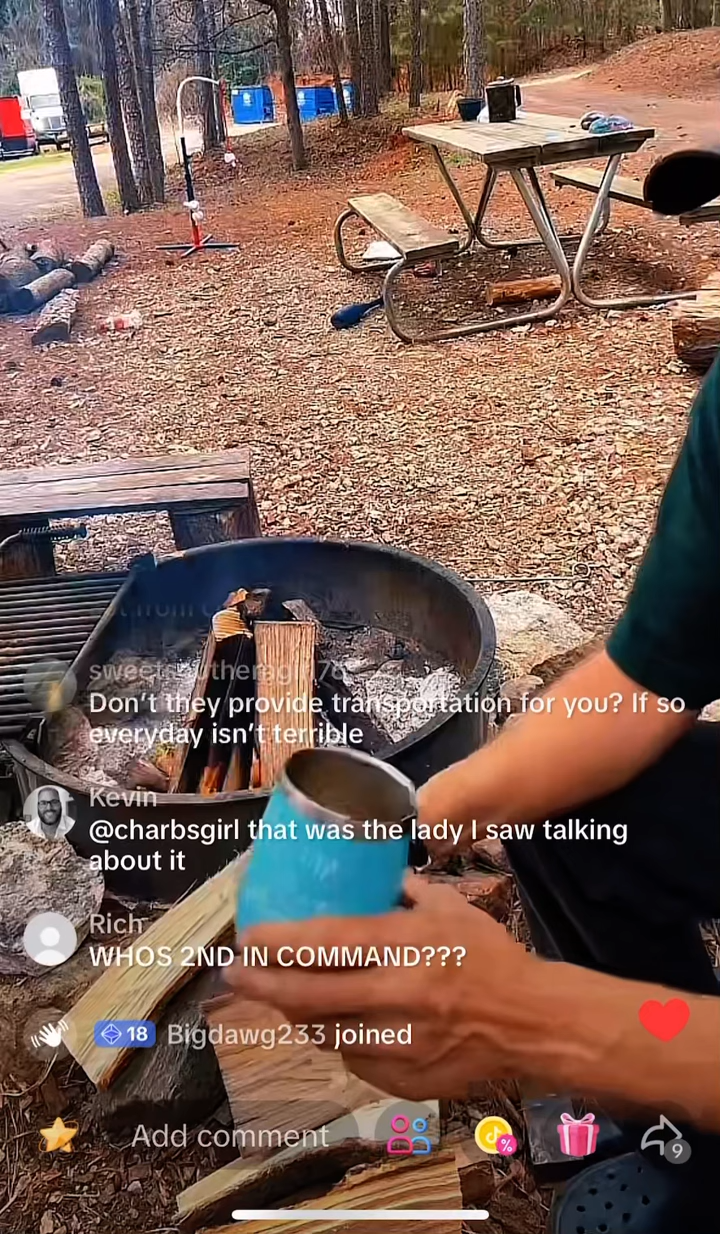 Don't they provide transportation for you? If so
everyday isn't terrible
Kevin
@charbsgirl that was the lady I saw talking
about it
Rich
WHOS 2ND IN COMMAND???
18 Bigdawg233 joined
Add comment
%
9